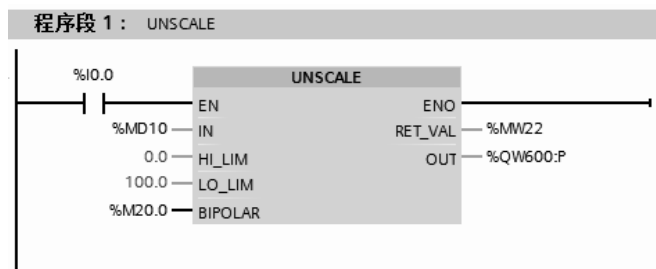 程序段 1： UNSCALE
%I0.0
UNSCALE
EN ENO
%MD10 IN RET_VAL %MW22
0.0 HI_LIM OUT %QW600:P
100.0 LO_LIM
%M20.0 BIPOLAR